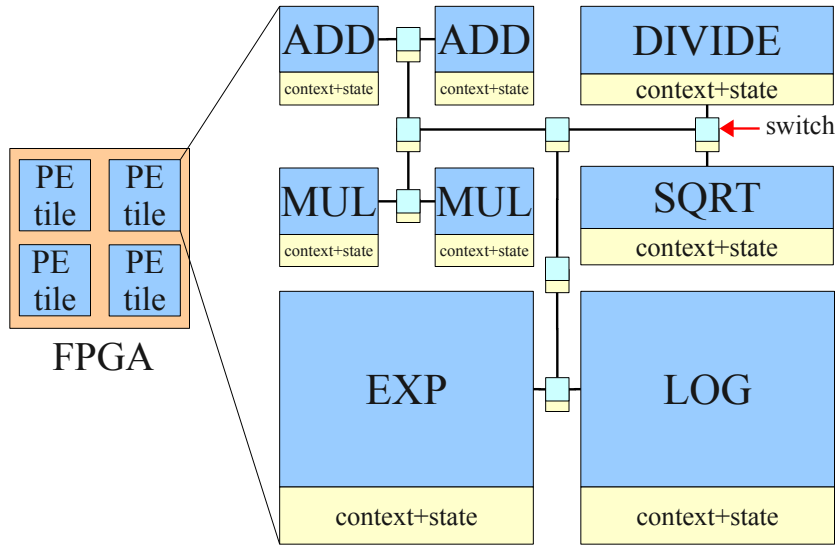 ADD
ADD
DIVIDE
context+state
context+state
context+state
switch
PE
tile
PE
tile
MUL
MUL
SQRT
context+state
context+state
context+state
PE
tile
PE
tile
FPGA
EXP
LOG
context+state
context+state